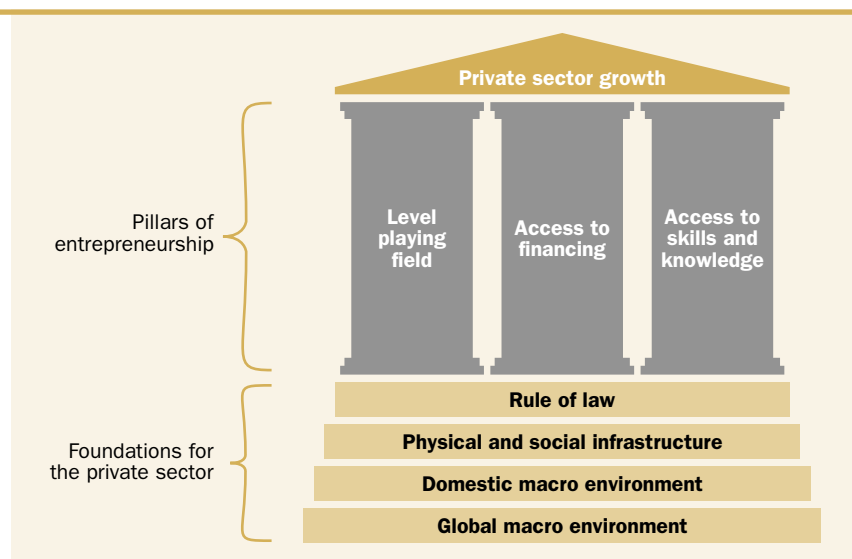 Private sector growth
Pillars of
entrepreneurship
Level
playing
field
Access to
financing
Access to
skills and
knowledge
Foundations for
the private sector
Rule of law
Physical and social infrastructure
Domestic macro environment
Global macro environment